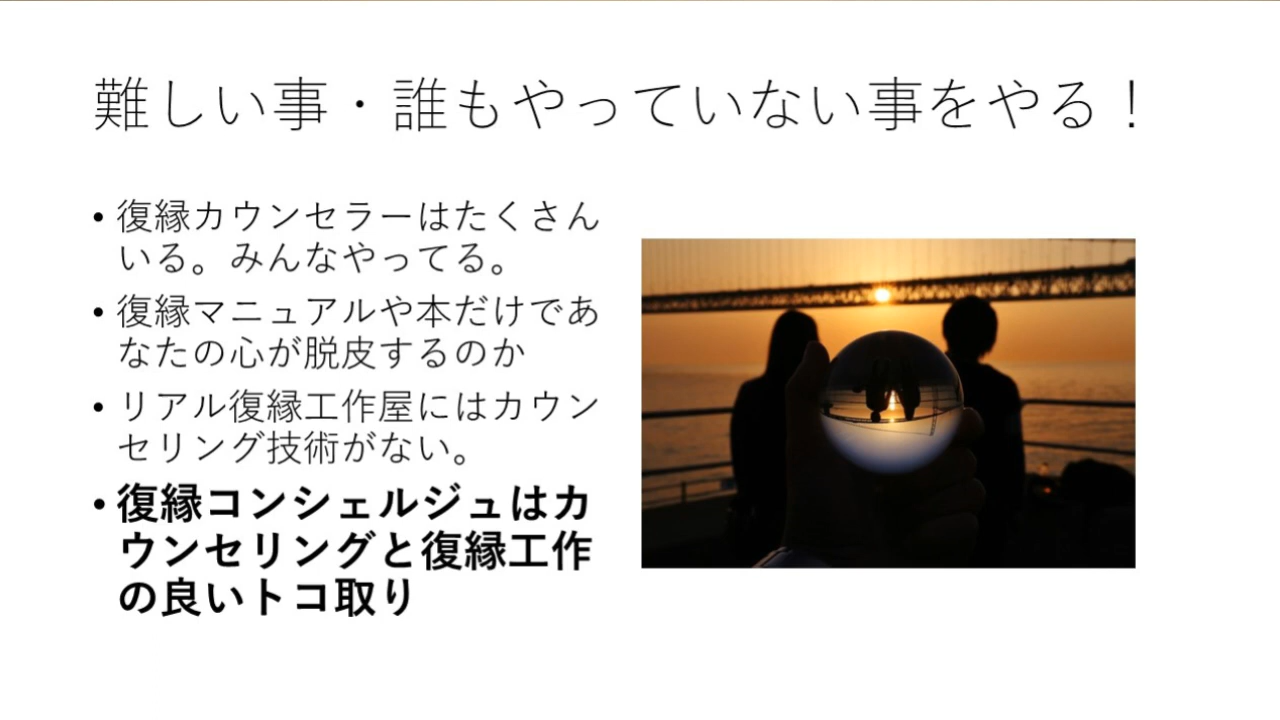 難しい事・誰もやっていない事をやる！
• 復縁カウンセラーはたくさん
いる。みんなやってる。
• 復縁マニュアルや本だけであ
なたの心が脱皮するのか
• リアル復縁工作屋にはカウン
セリング技術がない。
• 復縁コンシェルジュはカ
ウンセリングと復縁工作
の良いトコ取り